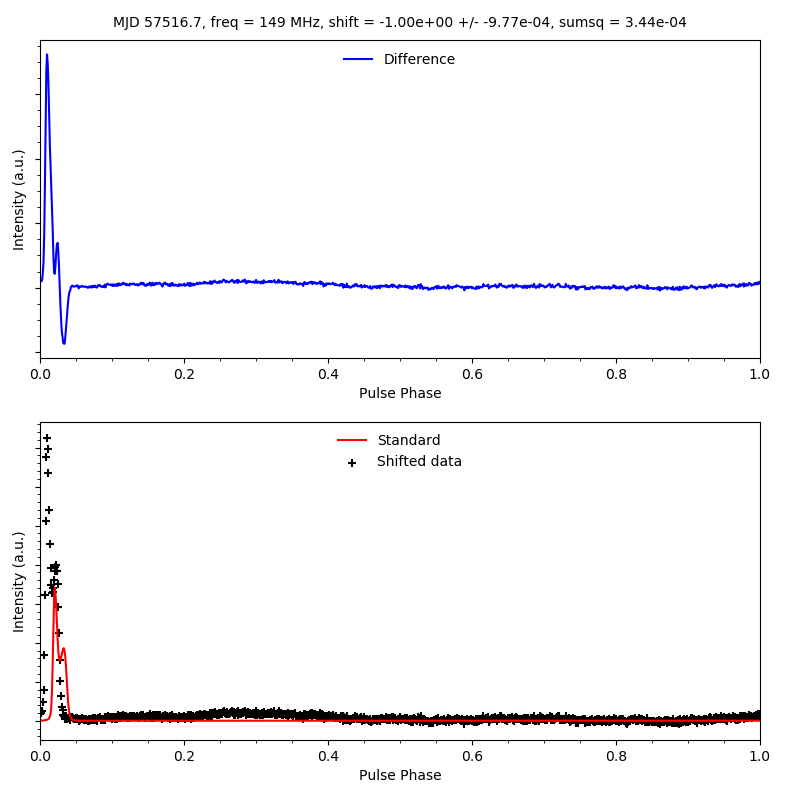 MJD 57516.7, freq = 149 MHz, shift = -1.00e+00 +/- -9.77e-04, sumsq = 3.44e-04
Difference
Intensity (a.u.)
0.0 0.2 0.4 0.6 0.8 1.0
Pulse Phase
Standard
Shifted data
Intensity (a.u.)
0.0 0.2 0.4 0.6 0.8 1.0
Pulse Phase